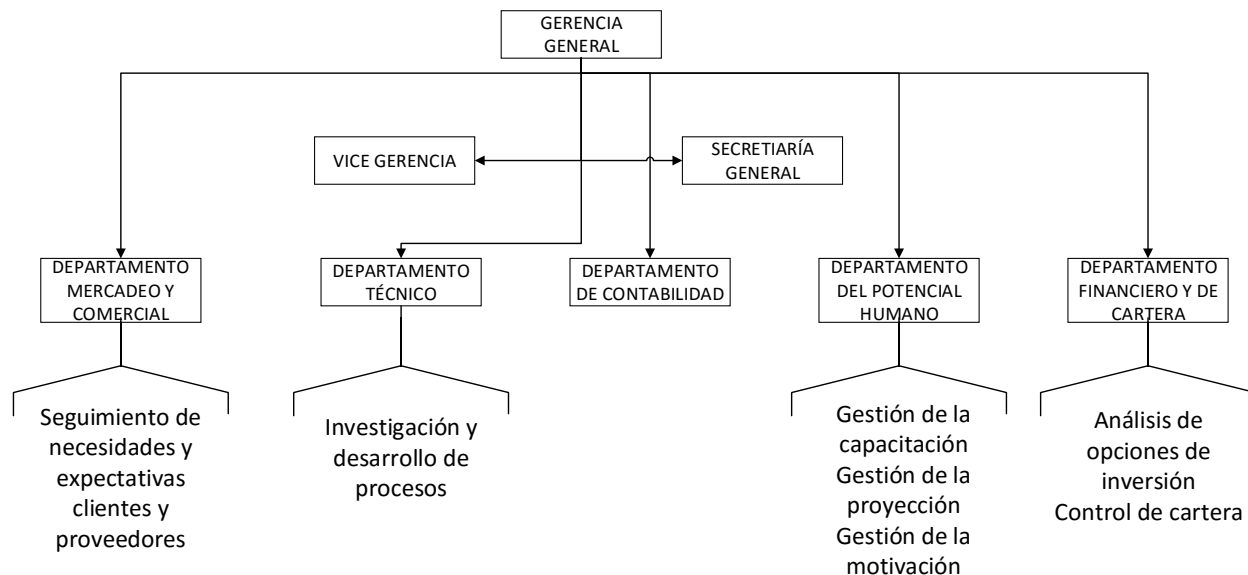 GERENCIA
GENERAL
VICE GERENCIA
SECRETIARÍA
GENERAL
DEPARTAMENTO
MERCADEO Y
COMERCIAL
DEPARTAMENTO
TÉCNICO
DEPARTAMENTO
DE CONTABILIDAD
DEPARTAMENTO
DEL POTENCIAL
HUMANO
DEPARTAMENTO
FINANCIERO Y DE
CARTERA
Seguimiento de
necesidades y
expectativas
clientes y
proveedores
Investigación y
desarrollo de
procesos
Gestión de la
capacitación
Gestión de la
proyección
Gestión de la
motivación
Análisis de
opciones de
inversión
Control de cartera